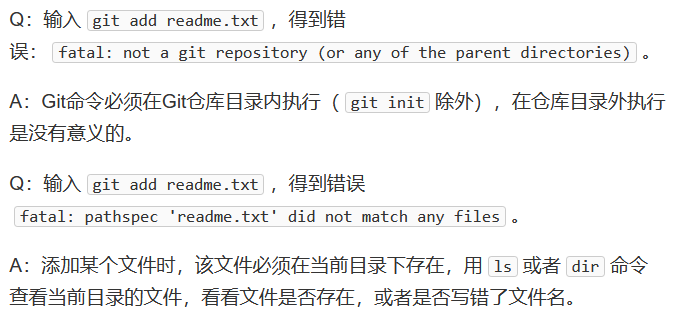 Q：输入 git add readme.txt ，得到错
误： fatal: not a git repository (or any of the parent directories) 。
A：Git命令必须在Git仓库目录内执行（ git init 除外），在仓库目录外执行
是没有意义的。
Q：输入 git add readme.txt ，得到错误
fatal: pathspec 'readme.txt' did not match any files 。
A：添加某个文件时，该文件必须在当前目录下存在，用 ls 或者 dir 命令
查看当前目录的文件，看看文件是否存在，或者是否写错了文件名。